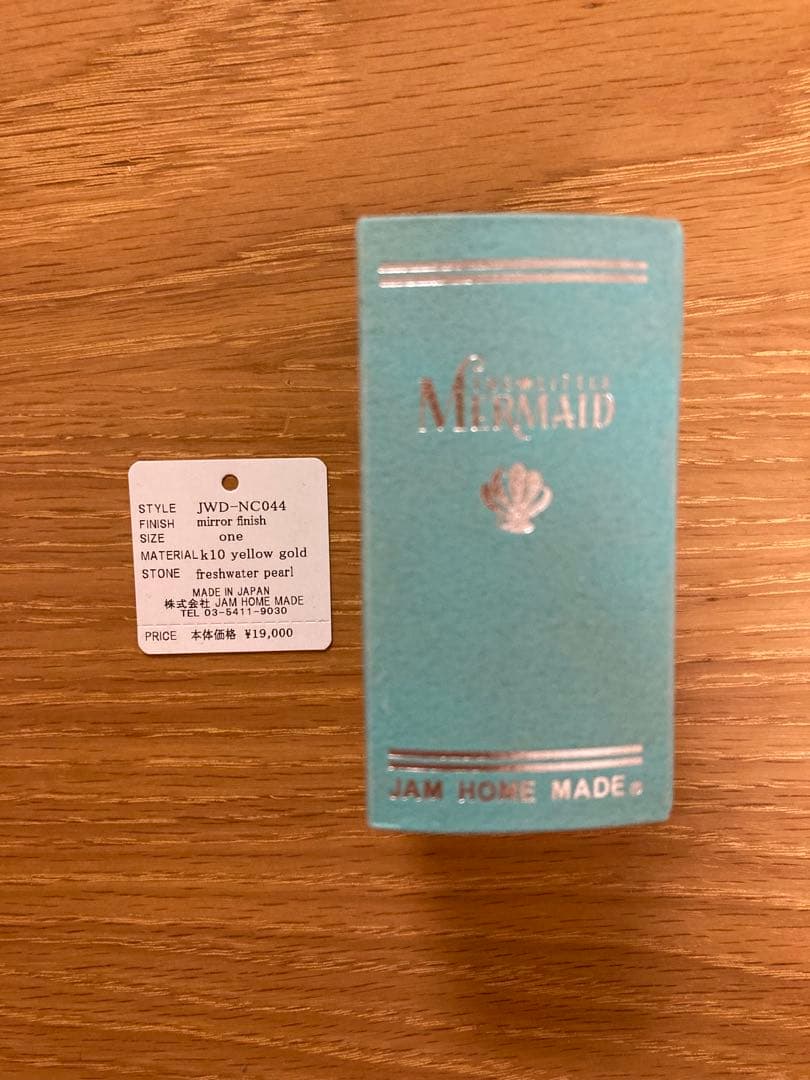 STYLE JWD-NC044
FINISH mirror finish
SIZE one
MATERIAL k10 yellow gold
STONE freshwater pearl
MADE IN JAPAN
株式会社 JAM HOME MADE
TEL 03-5411-9030
PRICE 本体価格 ¥19,000
THE LITTLE
MERMAID
JAM HOME MADE®